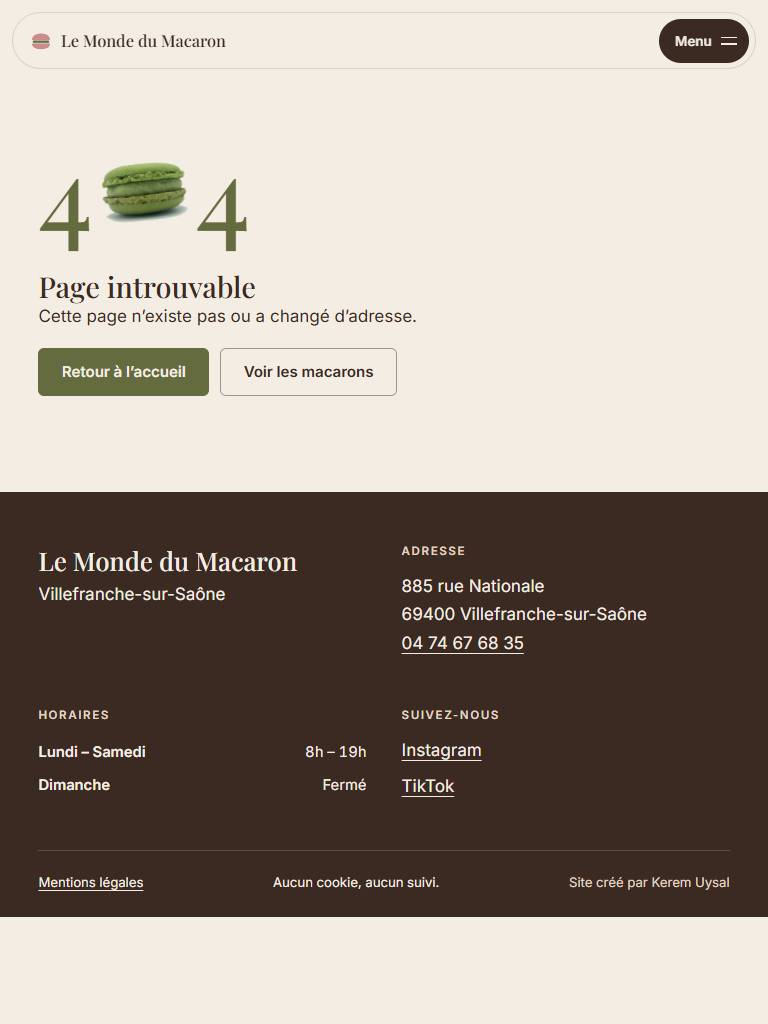 Le Monde du Macaron
Menu
4 4
Page introuvable
Cette page n’existe pas ou a changé d’adresse.
Retour à l’accueil
Voir les macarons
Le Monde du Macaron
Villefranche-sur-Saône
ADRESSE
885 rue Nationale
69400 Villefranche-sur-Saône
04 74 67 68 35
HORAIRES
Lundi – Samedi 8h – 19h
Dimanche Fermé
SUIVEZ-NOUS
Instagram
TikTok
Mentions légales
Aucun cookie, aucun suivi.
Site créé par Kerem Uysal